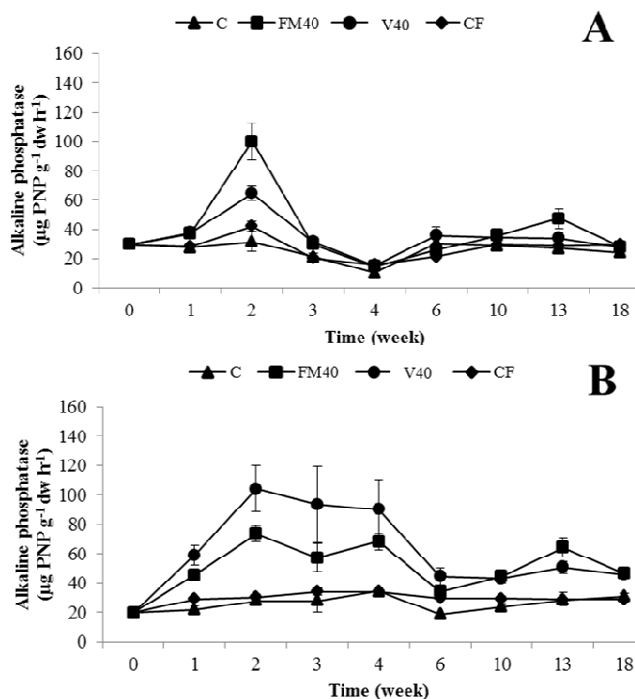 C FM40 V40 CF
A
Alkaline phosphatase
(µg PNP g⁻¹ dw h⁻¹)
160
140
120
100
80
60
40
20
0
0 1 2 3 4 6 10 13 18
Time (week)
C FM40 V40 CF
B
Alkaline phosphatase
(µg PNP g⁻¹ dw h⁻¹)
160
140
120
100
80
60
40
20
0
0 1 2 3 4 6 10 13 18
Time (week)